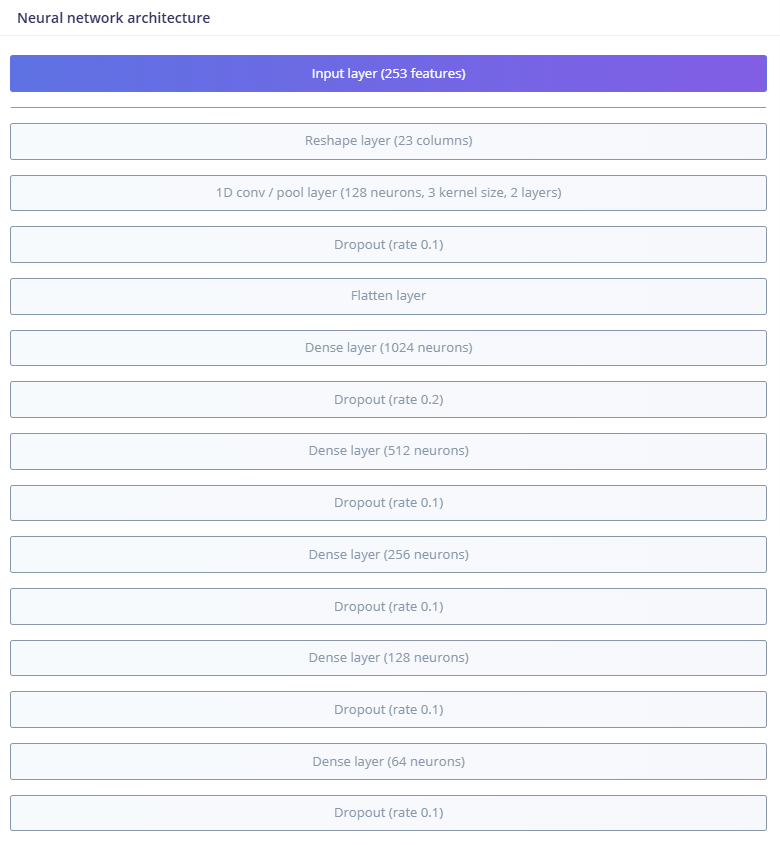 Neural network architecture
Input layer (253 features)
Reshape layer (23 columns)
1D conv / pool layer (128 neurons, 3 kernel size, 2 layers)
Dropout (rate 0.1)
Flatten layer
Dense layer (1024 neurons)
Dropout (rate 0.2)
Dense layer (512 neurons)
Dropout (rate 0.1)
Dense layer (256 neurons)
Dropout (rate 0.1)
Dense layer (128 neurons)
Dropout (rate 0.1)
Dense layer (64 neurons)
Dropout (rate 0.1)